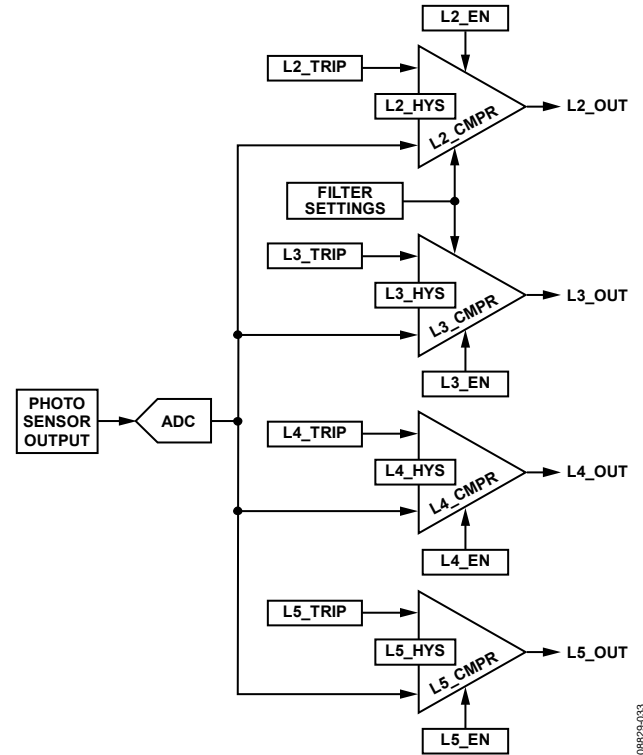 L2_EN
L2_TRIP
L2_HYS
L2_CMPR
L2_OUT
FILTER
SETTINGS
L3_TRIP
L3_HYS
L3_CMPR
L3_OUT
L3_EN
PHOTO
SENSOR
OUTPUT
ADC
L4_TRIP
L4_HYS
L4_CMPR
L4_OUT
L4_EN
L5_TRIP
L5_HYS
L5_CMPR
L5_OUT
L5_EN
08829-033